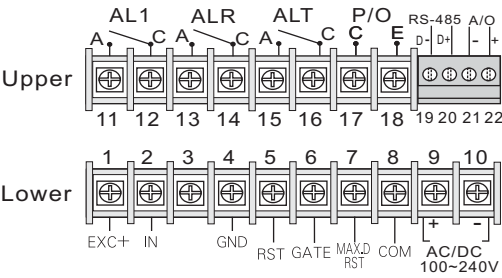 AL1 ALR ALT P/O RS-485 A/O
A C A C A C C E D- D+ - +
Upper
11 12 13 14 15 16 17 18 19 20 21 22
1 2 3 4 5 6 7 8 9 10
Lower
+ -
EXC+ IN GND RST GATE MAX.D RST COM AC/DC
100~240V